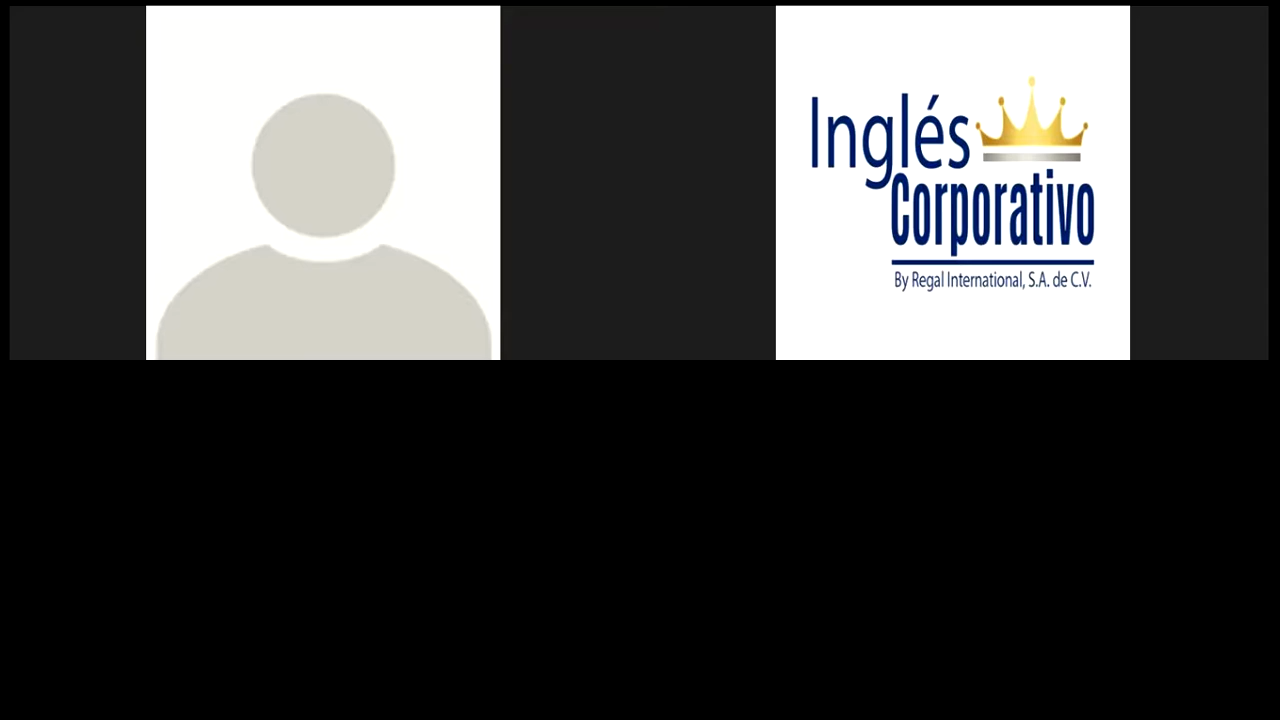 Inglés
Corporativo
By Regal International, S.A. de C.V.